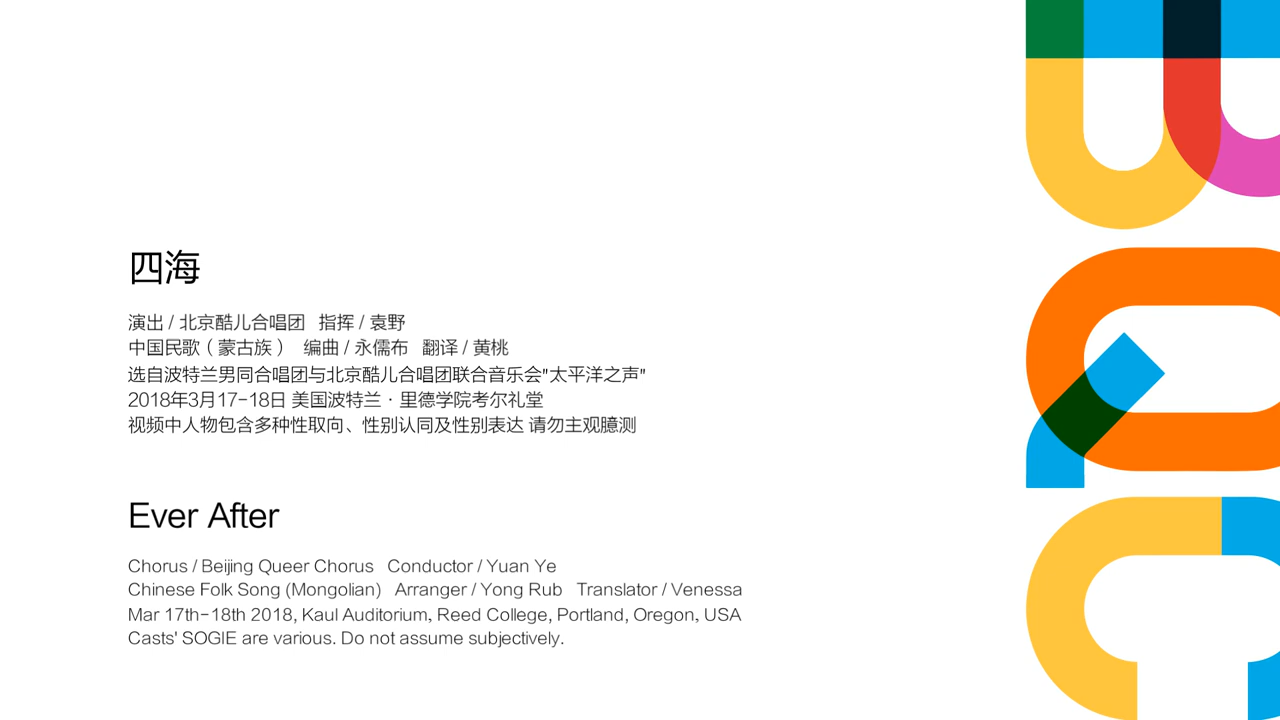 四海
演出 / 北京酷儿合唱团 指挥 / 袁野
中国民歌 ( 蒙古族 ) 编曲 / 永儒布 翻译 / 黄桃
选自波特兰男同合唱团与北京酷儿合唱团联合音乐会"太平洋之声"
2018年3月17-18日 美国波特兰 · 里德学院考尔礼堂
视频中人物包含多种性取向、性别认同及性别表达 请勿主观臆测
Ever After
Chorus / Beijing Queer Chorus Conductor / Yuan Ye
Chinese Folk Song (Mongolian) Arranger / Yong Rub Translator / Venessa
Mar 17th-18th 2018, Kaul Auditorium, Reed College, Portland, Oregon, USA
Casts' SOGIE are various. Do not assume subjectively.
BQC